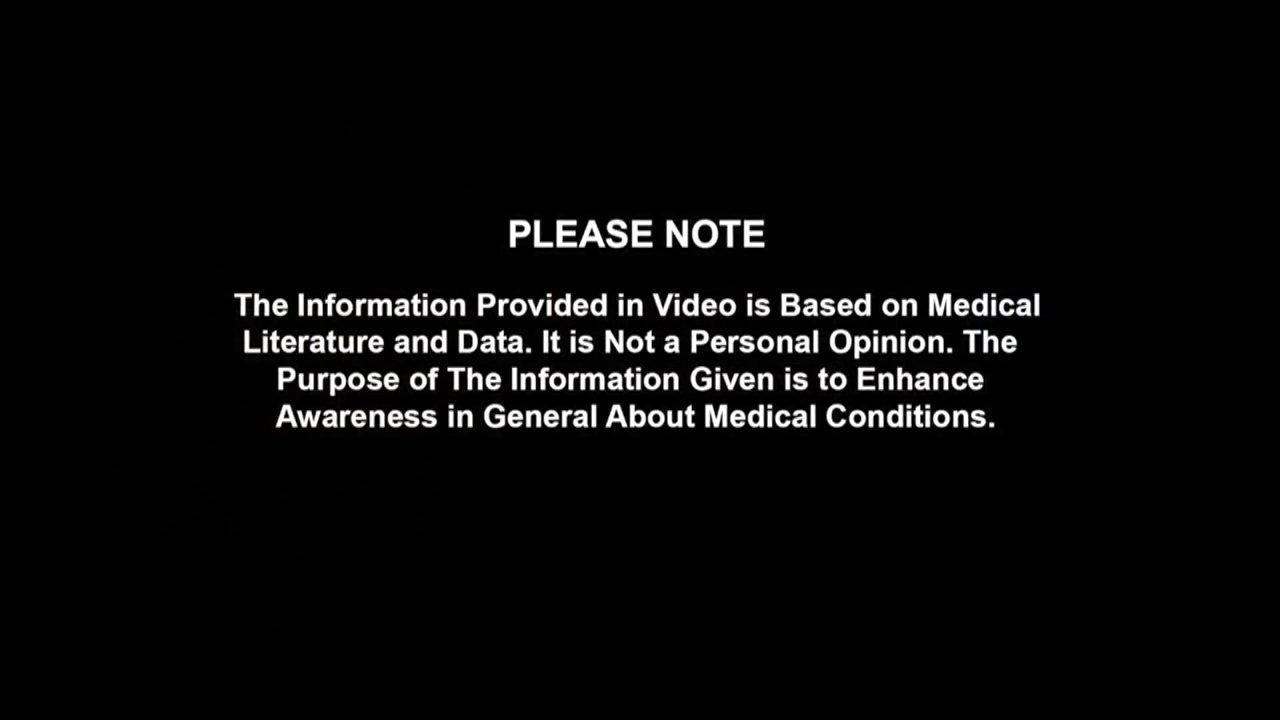 PLEASE NOTE
The Information Provided in Video is Based on Medical
Literature and Data. It is Not a Personal Opinion. The
Purpose of The Information Given is to Enhance
Awareness in General About Medical Conditions.